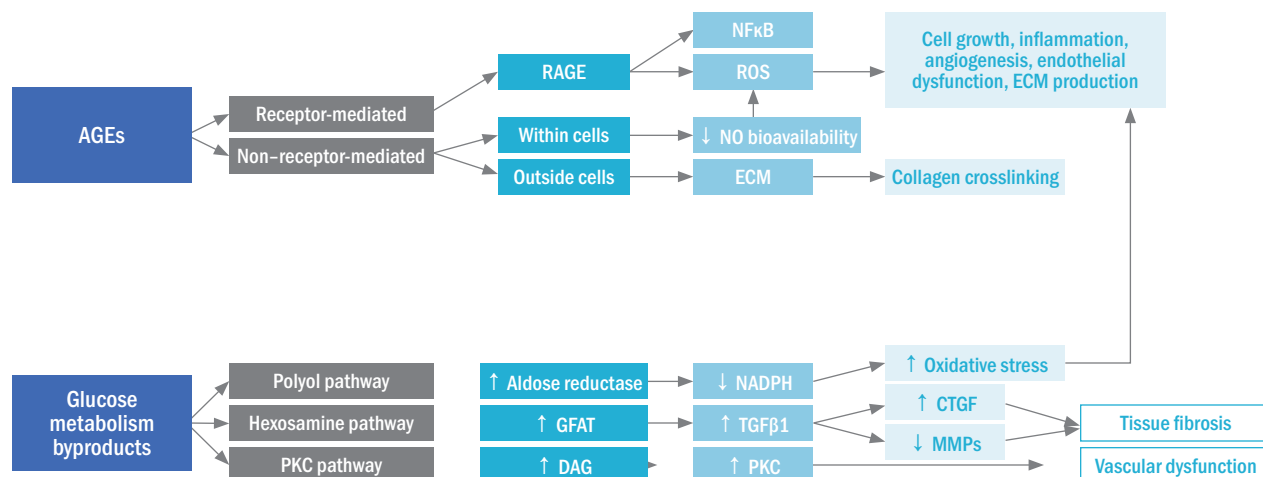 NFκB
Cell growth, inflammation,
angiogenesis, endothelial
dysfunction, ECM production
RAGE
ROS
AGEs
Receptor-mediated
Non–receptor-mediated
Within cells
↓ NO bioavailability
Outside cells
ECM
Collagen crosslinking
Glucose
metabolism
byproducts
Polyol pathway
↑ Aldose reductase
↓ NADPH
↑ Oxidative stress
Hexosamine pathway
↑ GFAT
↑ TGFβ1
↑ CTGF
↓ MMPs
Tissue fibrosis
PKC pathway
↑ DAG
↑ PKC
Vascular dysfunction